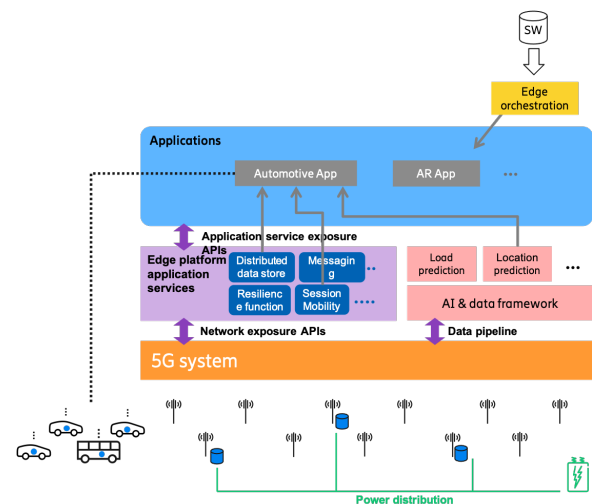 SW
Edge
orchestration
Applications
Automotive App
AR App
...
Application service exposure
APIs
Edge platform
application
services
Distributed
data store
Messagin
g
..
Resilienc
e function
Session
Mobility
....
Load
prediction
Location
prediction
...
AI & data framework
Network exposure APIs
Data pipeline
5G system
Power distribution